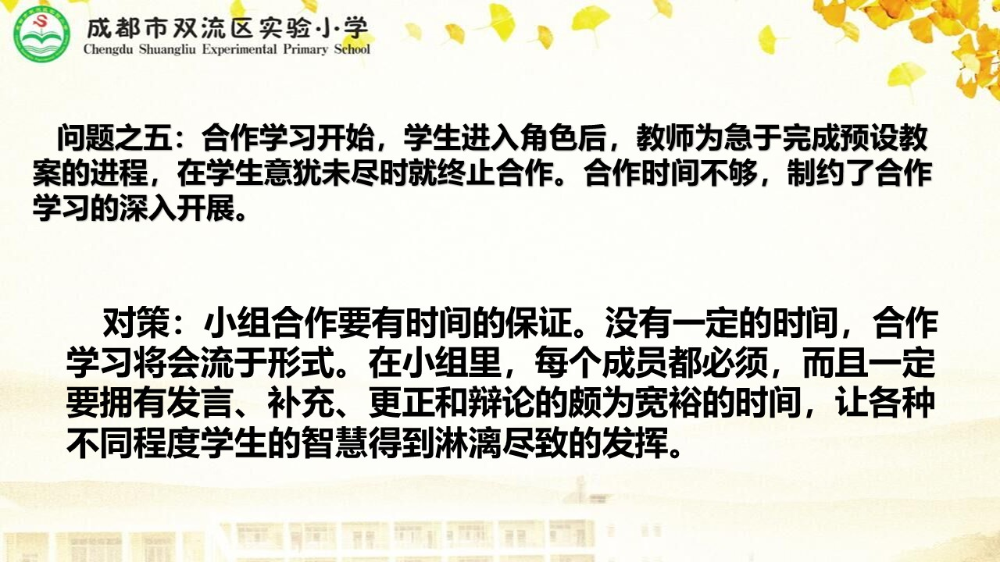 成都市双流区实验小学
Chengdu Shuangliu Experimental Primary School
问题之五：合作学习开始，学生进入角色后，教师为急于完成预设教
案的进程，在学生意犹未尽时就终止合作。合作时间不够，制约了合作
学习的深入开展。
对策：小组合作要有时间的保证。没有一定的时间，合作
学习将会流于形式。在小组里，每个成员都必须，而且一定
要拥有发言、补充、更正和辩论的颇为宽裕的时间，让各种
不同程度学生的智慧得到淋漓尽致的发挥。